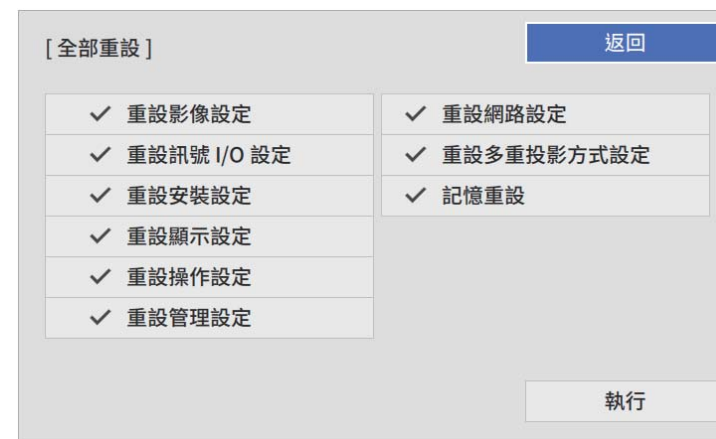 [ 全部重設 ]
返回
✓ 重設影像設定
✓ 重設訊號 I/O 設定
✓ 重設安裝設定
✓ 重設顯示設定
✓ 重設操作設定
✓ 重設管理設定
✓ 重設網路設定
✓ 重設多重投影方式設定
✓ 記憶重設
執行